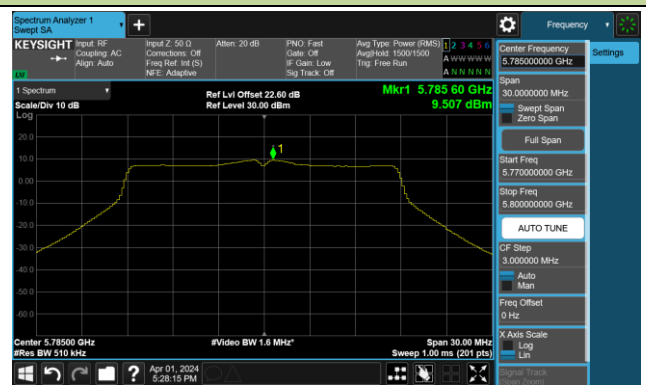 Spectrum Analyzer 1
Swept SA
Frequency
KEYSIGHT
Input: RF
Coupling: AC
Align: Auto
Input Z: 50 Ω
Corrections: Off
Freq Ref: Int (S)
NFE: Adaptive
Atten: 20 dB
PNO: Fast
Gate: Off
IF Gain: Low
Sig Track: Off
Avg Type: Power (RMS)
Avg|Hold: 1500/1500
Trig: Free Run
1 2 3 4 5 6
A W W W W W
A N N N N N
LW
1 Spectrum
Scale/Div 10 dB
Log
Ref Lvl Offset 22.60 dB
Ref Level 30.00 dBm
Mkr1 5.785 60 GHz
9.507 dBm
20.0
10.0
0.00
-10.0
-20.0
-30.0
-40.0
-50.0
-60.0
1
Center 5.78500 GHz
#Res BW 510 kHz
#Video BW 1.6 MHz*
Span 30.00 MHz
Sweep 1.00 ms (201 pts)
?
Apr 01, 2024
5:28:15 PM
Center Frequency
5.785000000 GHz
Settings
Span
30.0000000 MHz
Swept Span
Zero Span
Full Span
Start Freq
5.770000000 GHz
Stop Freq
5.800000000 GHz
AUTO TUNE
CF Step
3.000000 MHz
Auto
Man
Freq Offset
0 Hz
X Axis Scale
Log
Lin
Signal Track
(Span Zoom)